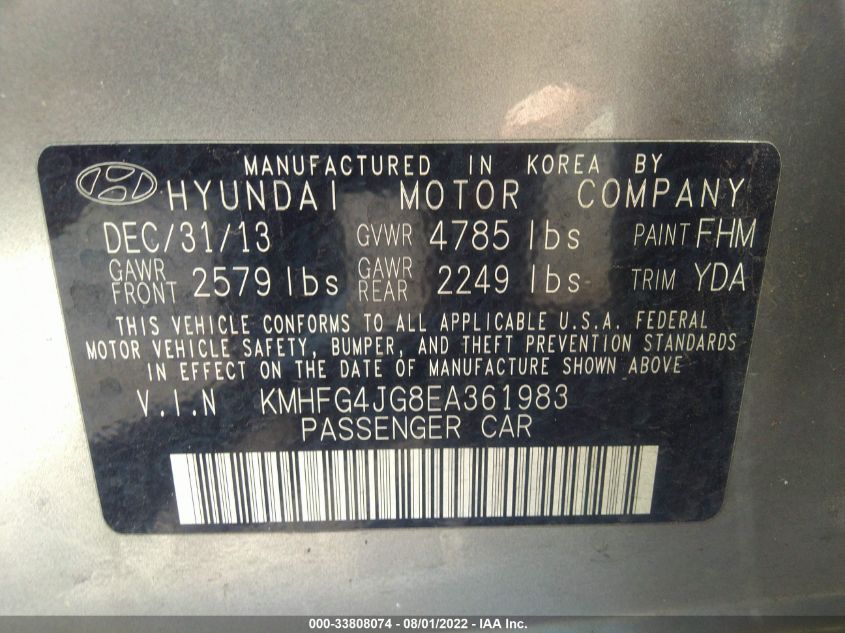 MANUFACTURED IN KOREA BY
HYUNDAI MOTOR COMPANY
DEC/31/13 GVWR 4785 lbs PAINT FHM
GAWR FRONT 2579 lbs GAWR REAR 2249 lbs TRIM YDA
THIS VEHICLE CONFORMS TO ALL APPLICABLE U.S.A. FEDERAL
MOTOR VEHICLE SAFETY, BUMPER, AND THEFT PREVENTION STANDARDS
IN EFFECT ON THE DATE OF MANUFACTURE SHOWN ABOVE
V.I.N KMHFG4JG8EA361983
PASSENGER CAR
000-33808074 - 08/01/2022 - IAA Inc.